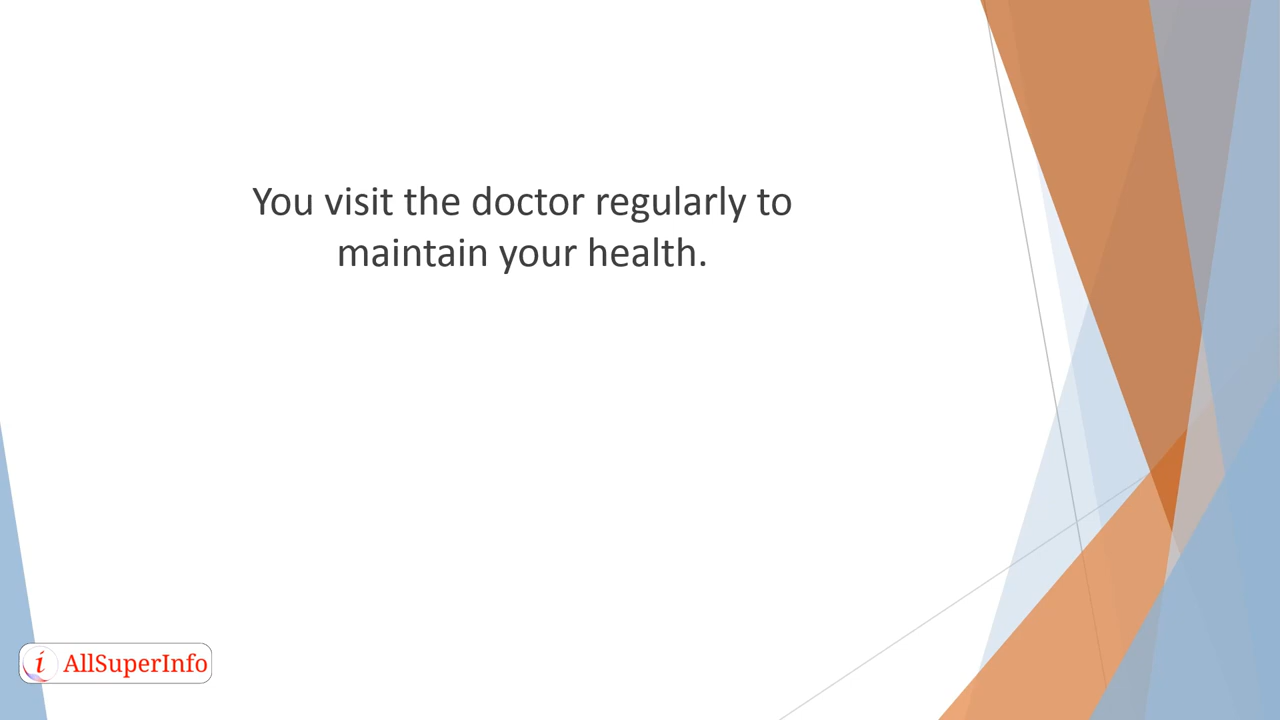 You visit the doctor regularly to
maintain your health.
i AllSuperInfo